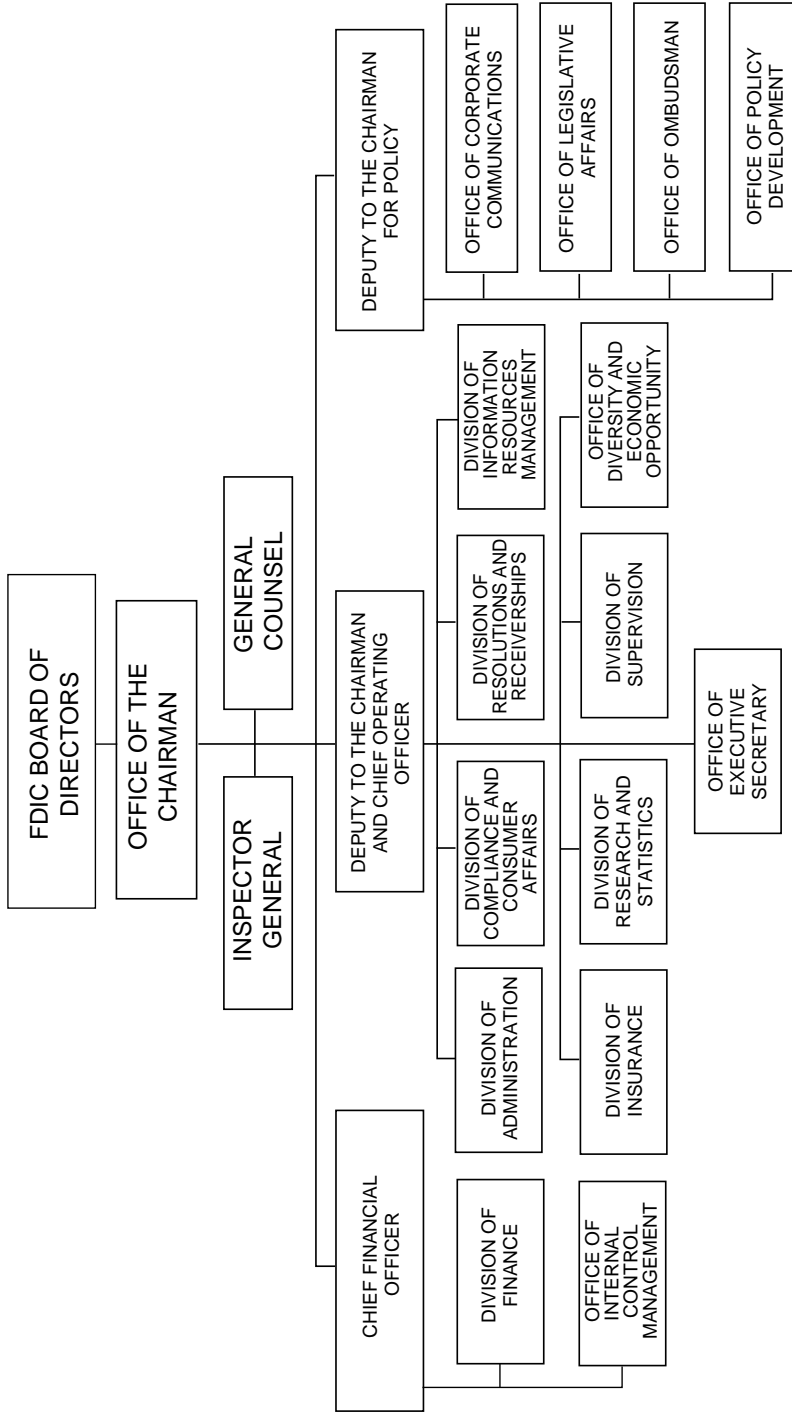 FDIC BOARD OF
DIRECTORS
OFFICE OF THE
CHAIRMAN
INSPECTOR
GENERAL
GENERAL
COUNSEL
CHIEF FINANCIAL
OFFICER
DEPUTY TO THE CHAIRMAN
AND CHIEF OPERATING
OFFICER
DEPUTY TO THE CHAIRMAN
FOR POLICY
DIVISION OF
FINANCE
OFFICE OF
INTERNAL
CONTROL
MANAGEMENT
DIVISION OF
ADMINISTRATION
DIVISION OF
COMPLIANCE AND
CONSUMER
AFFAIRS
DIVISION OF
RESOLUTIONS AND
RECEIVERSHIPS
DIVISION OF
INFORMATION
RESOURCES
MANAGEMENT
DIVISION OF
INSURANCE
DIVISION OF
RESEARCH AND
STATISTICS
DIVISION OF
SUPERVISION
OFFICE OF
DIVERSITY AND
ECONOMIC
OPPORTUNITY
OFFICE OF
EXECUTIVE
SECRETARY
OFFICE OF CORPORATE
COMMUNICATIONS
OFFICE OF LEGISLATIVE
AFFAIRS
OFFICE OF OMBUDSMAN
OFFICE OF POLICY
DEVELOPMENT